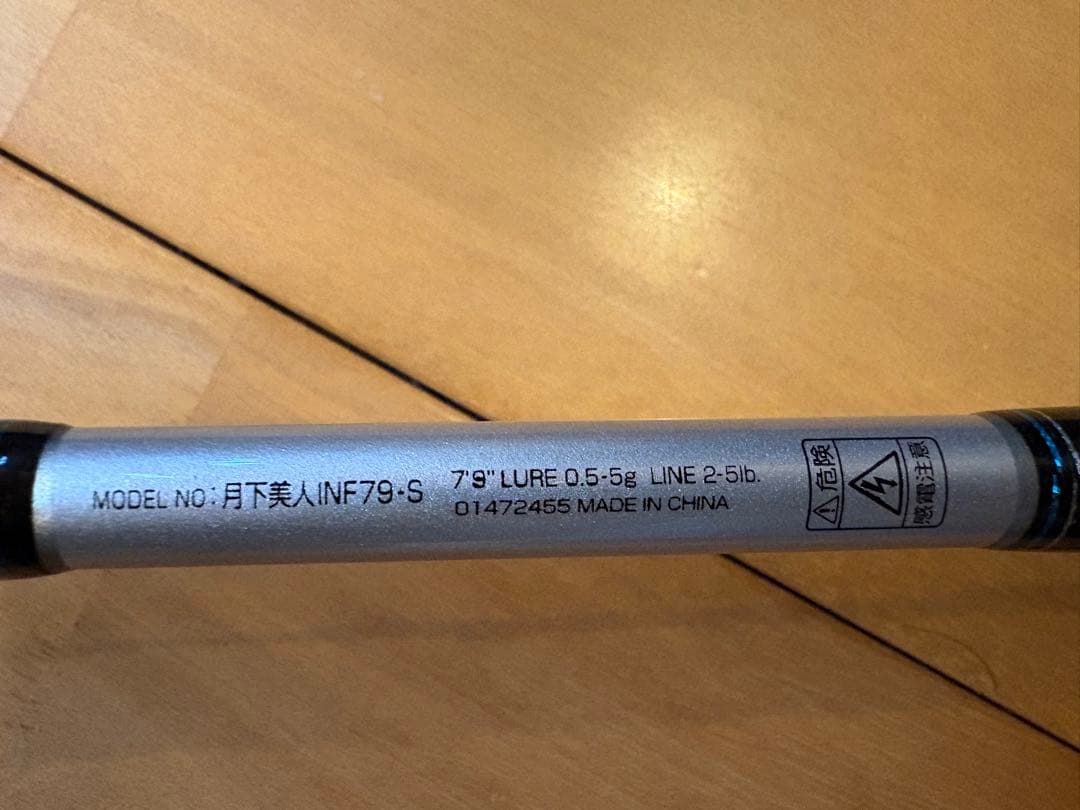 MODEL NO:月下美人INF79-S
7'9" LURE 0.5-5g LINE 2-5lb.
01472455 MADE IN CHINA
危険
感電注意